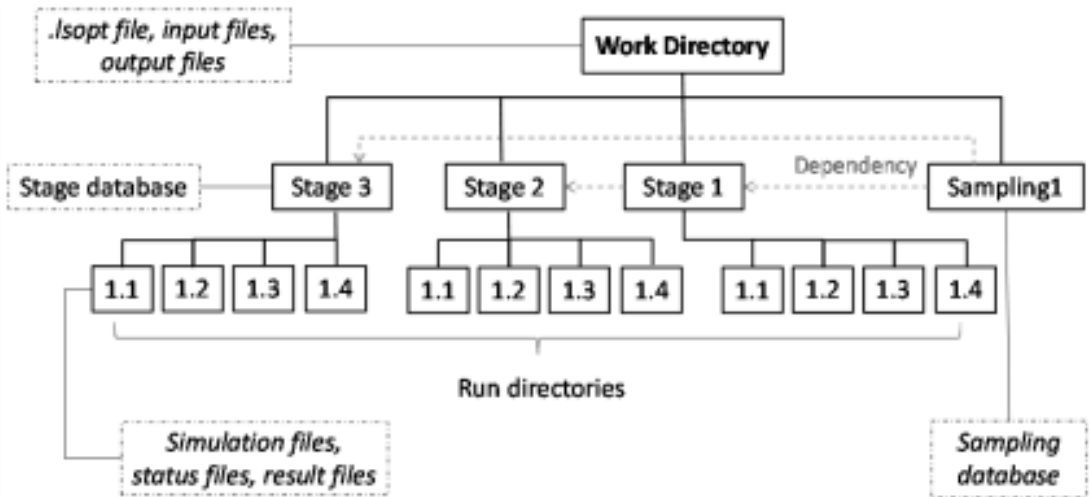 .lsopt file, input files,
output files
Work Directory
Dependency
Stage database
Stage 3
Stage 2
Stage 1
Sampling1
1.1 1.2 1.3 1.4 1.1 1.2 1.3 1.4 1.1 1.2 1.3 1.4
Run directories
Simulation files,
status files, result files
Sampling
database